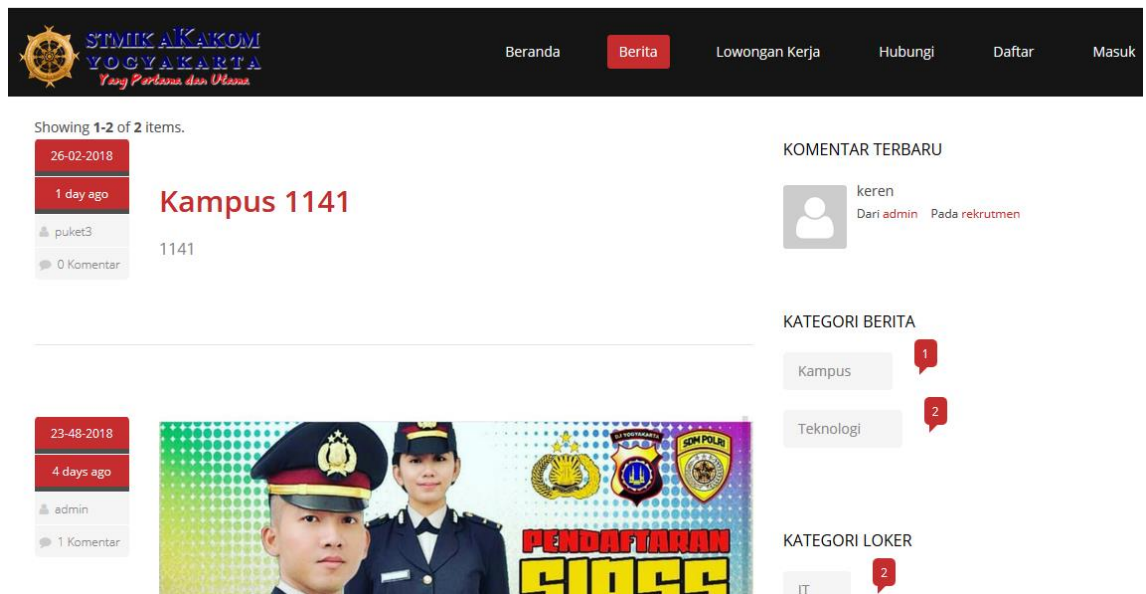 STMIK AKAKOM
YOGYAKARTA
Yang Pertama dan Utama
Beranda
Berita
Lowongan Kerja
Hubungi
Daftar
Masuk
Showing 1-2 of 2 items.
26-02-2018
1 day ago
puket3
0 Komentar
Kampus 1141
1141
23-48-2018
4 days ago
admin
1 Komentar
DI YOGYAKARTA
SDM POLRI
PENDAFTARAN
SIPSS
KOMENTAR TERBARU
keren
Dari admin Pada rekrutmen
KATEGORI BERITA
Kampus
1
Teknologi
2
KATEGORI LOKER
IT
2